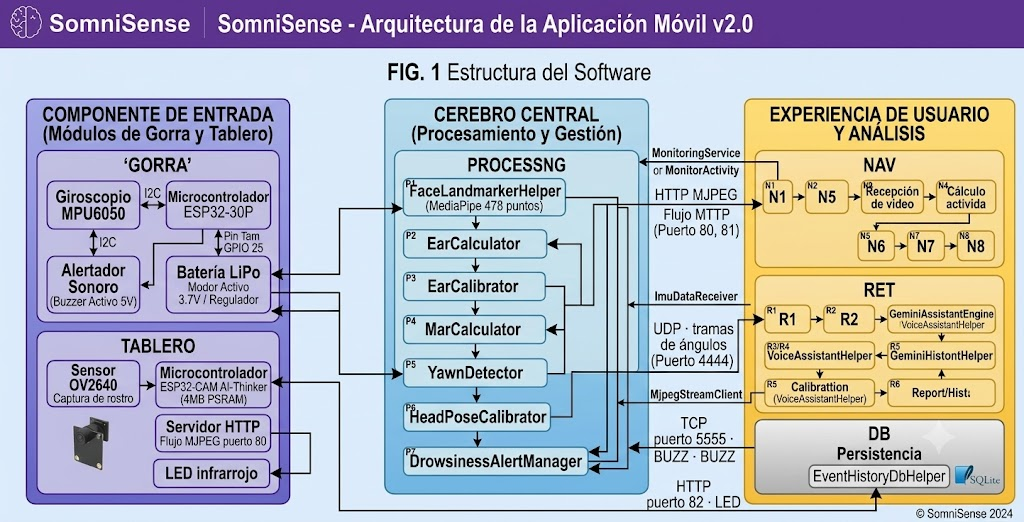 SomniSense
SomniSense - Arquitectura de la Aplicación Móvil v2.0
FIG. 1 Estructura del Software
COMPONENTE DE ENTRADA
(Módulos de Gorra y Tablero)
'GORRA'
Giroscopio
MPU6050
I2C
Microcontrolador
ESP32-30P
I2C
Pin Tam
GPIO 25
Alertador
Sonoro
(Buzzer Activo 5V)
Batería LiPo
Modor Activo
3.7V / Regulador
TABLERO
Sensor
OV2640
Captura de rostro
Microcontrolador
ESP32-CAM AI-Thinker
(4MB PSRAM)
Servidor HTTP
Flujo MJPEG puerto 80
LED infrarrojo
CEREBRO CENTRAL
(Procesamiento y Gestión)
PROCESSNG
P1
FaceLandmarkerHelper
(MediaPipe 478 puntos)
P2
EarCalculator
P3
EarCalibrator
P4
MarCalculator
P5
YawnDetector
P6
HeadPoseCalibrator
P7
DrowsinessAlertManager
MonitoringService
or MonitorActivity
HTTP MJPEG
Flujo MTTP
(Puerto 80, 81)
ImuDataReceiver
UDP · tramas
de ángulos
(Puerto 4444)
MjpegStreamClient
TCP
puerto 5555 ·
BUZZ · BUZZ
HTTP
puerto 82 · LED
EXPERIENCIA DE USUARIO
Y ANÁLISIS
NAV
N1
N1
N2
N5
Recepción
de video
N4
Cálculo
activida
N5
N6
N7
N7
N8
N8
RET
R1
R1
R2
R2
GeminiAssistantEngine
!VoiceAssistantHelper
R3/R4
VoiceAssistantHelper
R5
GeminiHistontHelper
R5
Calibrattion
(VoiceAssistantHelper)
R6
Report/Hist.
DB
Persistencia
EventHistoryDbHelper
SQLite
© SomniSense 2024